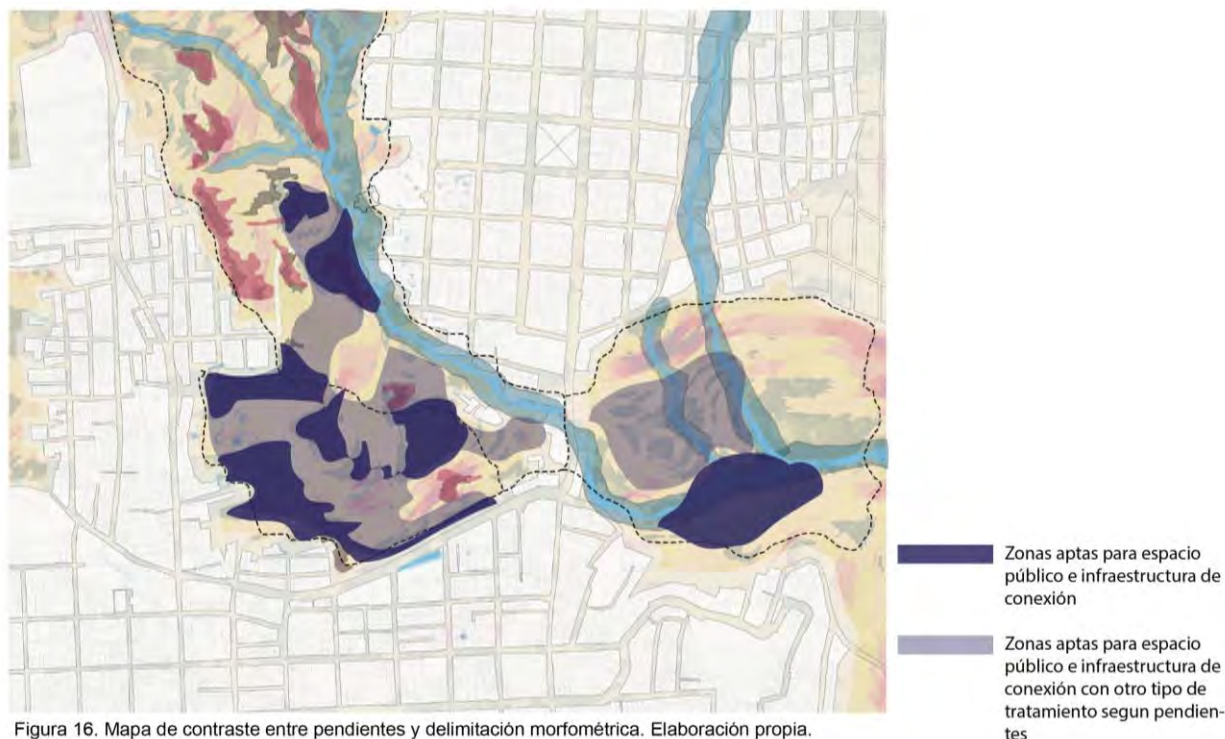 Zonas aptas para espacio
público e infraestructura de
conexión
Zonas aptas para espacio
público e infraestructura de
conexión con otro tipo de
tratamiento segun pendien-
tes
Figura 16. Mapa de contraste entre pendientes y delimitación morfométrica. Elaboración propia.